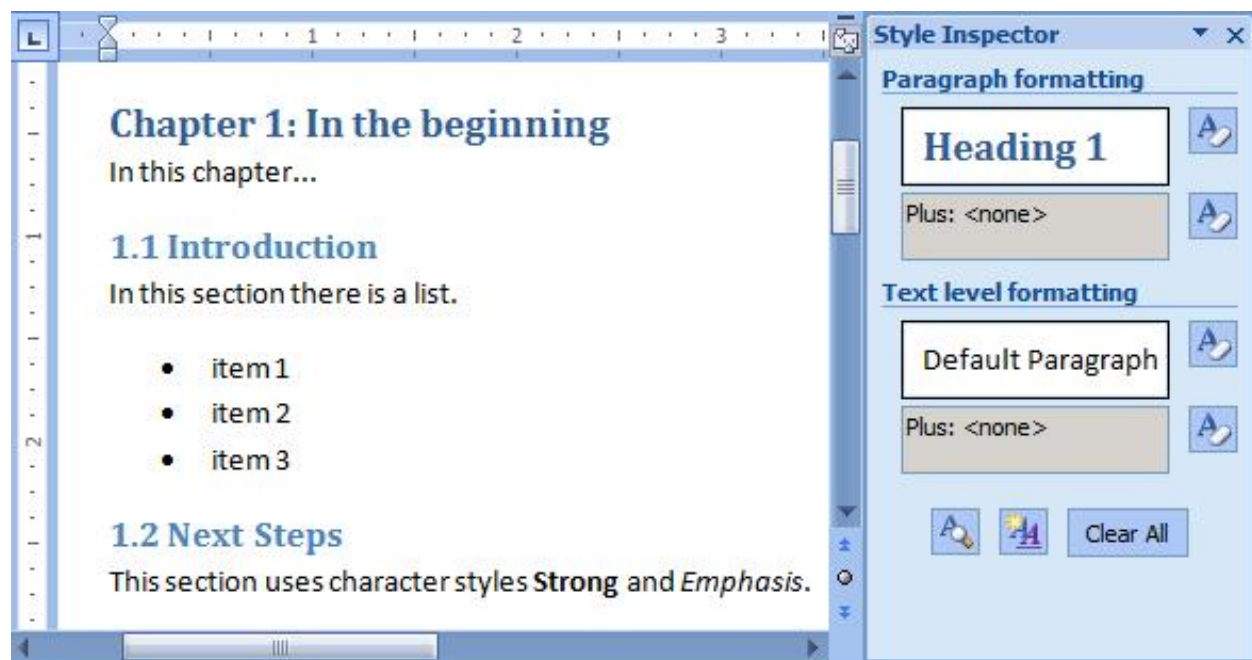 1 2 3
Chapter 1: In the beginning
In this chapter...
1.1 Introduction
In this section there is a list.
• item 1
• item 2
• item 3
1.2 Next Steps
This section uses character styles Strong and Emphasis.
1
2
Style Inspector
Paragraph formatting
Heading 1
Plus: <none>
Text level formatting
Default Paragraph
Plus: <none>
Clear All